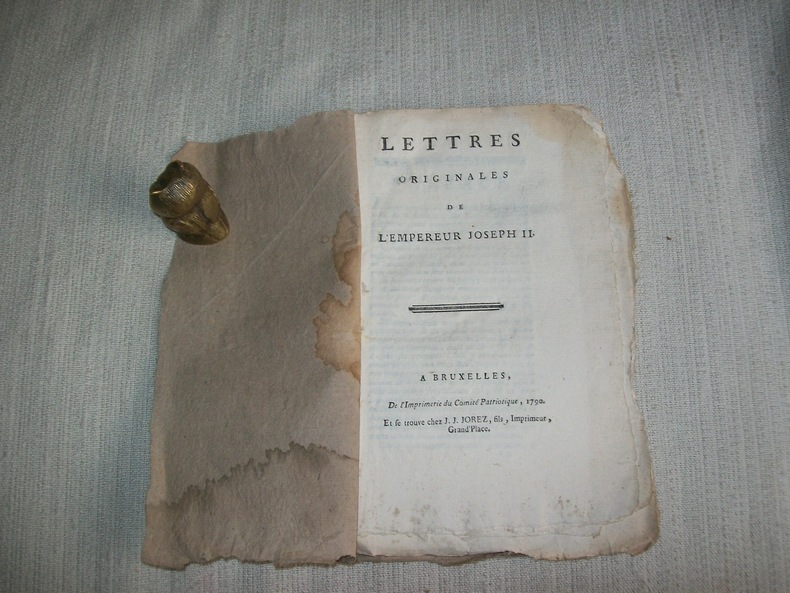 LETTRES
ORIGINALES
DE
L'EMPEREUR JOSEPH II.
A BRUXELLES,
De l'Imprimerie du Comité Patriotique, 1790.
Et se trouve chez J. J. JOREZ, fils, Imprimeur,
Grand'Place.